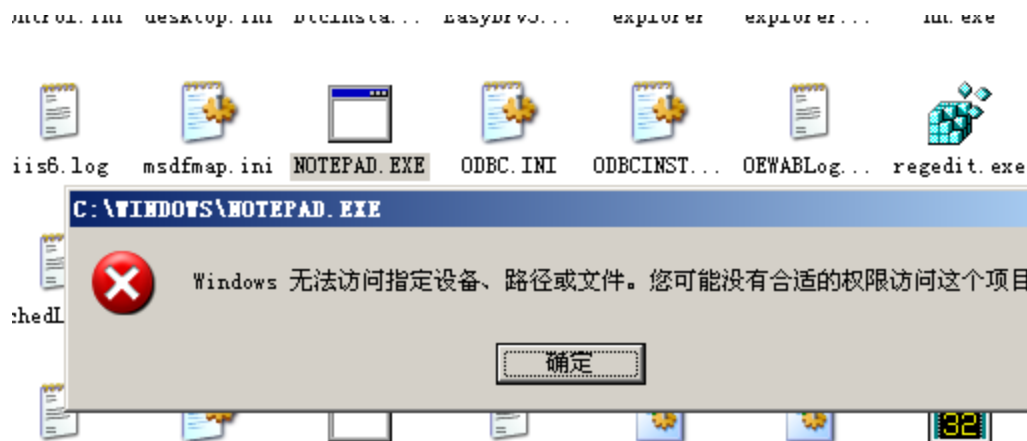 desktop.ini
explorer
iis6.log msdfmap.ini NOTEPAD.EXE ODBC.INI ODBCINST... OEWABLog... regedit.exe
C:\WINDOWS\NOTEPAD.EXE
Windows 无法访问指定设备、路径或文件。您可能没有合适的权限访问这个项目
确定
32